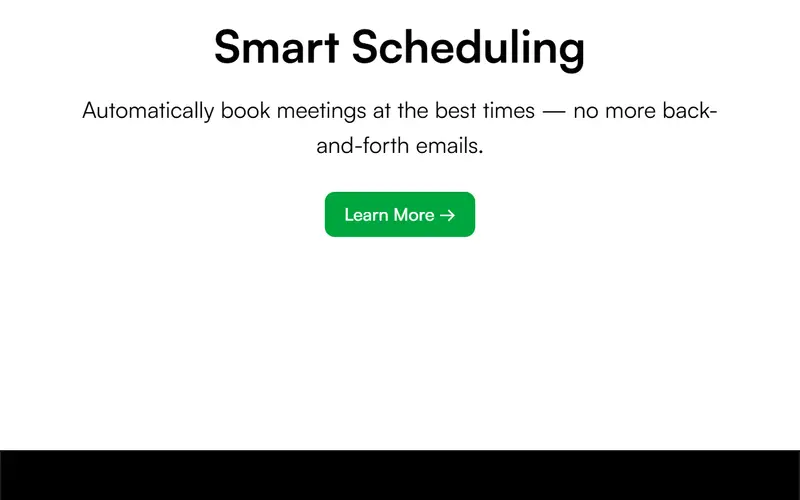 Smart Scheduling
Automatically book meetings at the best times — no more back-
and-forth emails.
Learn More →